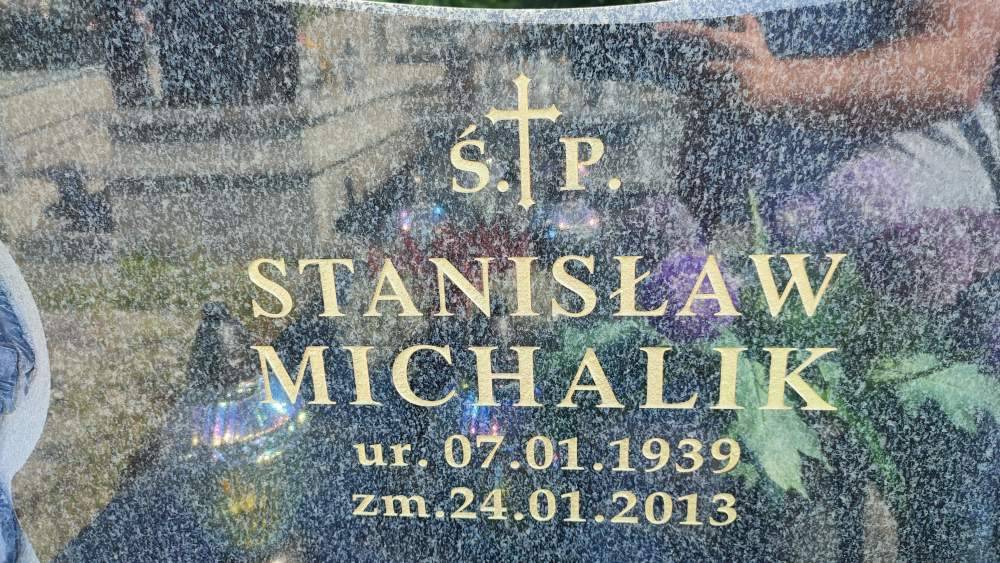 Ś. P.
STANISŁAW
MICHALIK
ur. 07.01.1939
zm.24.01.2013